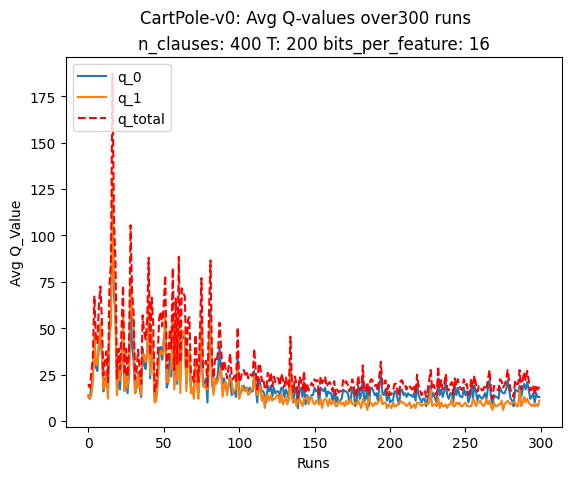 CartPole-v0: Avg Q-values over300 runs
n_clauses: 400 T: 200 bits_per_feature: 16
q_0
q_1
q_total
175
150
125
100
75
50
25
0
Avg Q_Value
0
50
100
150
200
250
300
Runs